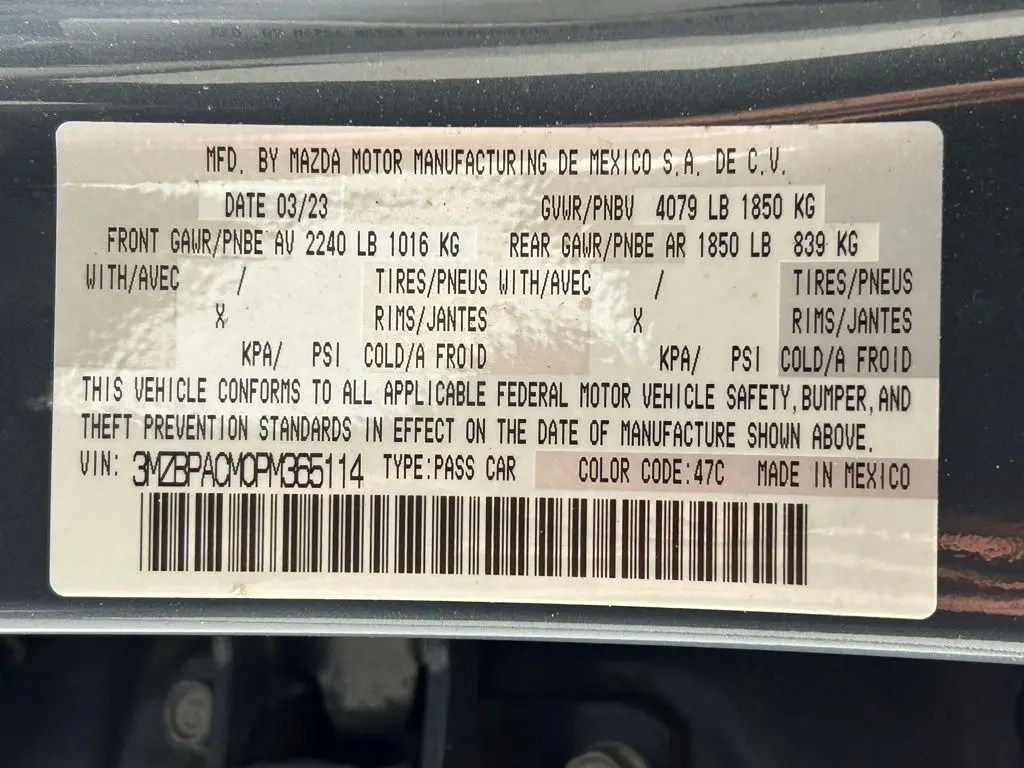 MFD. BY MAZDA MOTOR MANUFACTURING DE MEXICO S.A. DE C.V.
DATE 03/23 GVWR/PNBV 4079 LB 1850 KG
FRONT GAWR/PNBE AV 2240 LB 1016 KG REAR GAWR/PNBE AR 1850 LB 839 KG
WITH/AVEC / TIRES/PNEUS WITH/AVEC / TIRES/PNEUS
X RIMS/JANTES X RIMS/JANTES
KPA/ PSI COLD/A FROID KPA/ PSI COLD/A FROID
THIS VEHICLE CONFORMS TO ALL APPLICABLE FEDERAL MOTOR VEHICLE SAFETY, BUMPER, AND
THEFT PREVENTION STANDARDS IN EFFECT ON THE DATE OF MANUFACTURE SHOWN ABOVE.
VIN: 3MZBPACM0PM365114 TYPE:PASS CAR COLOR CODE:47C MADE IN MEXICO